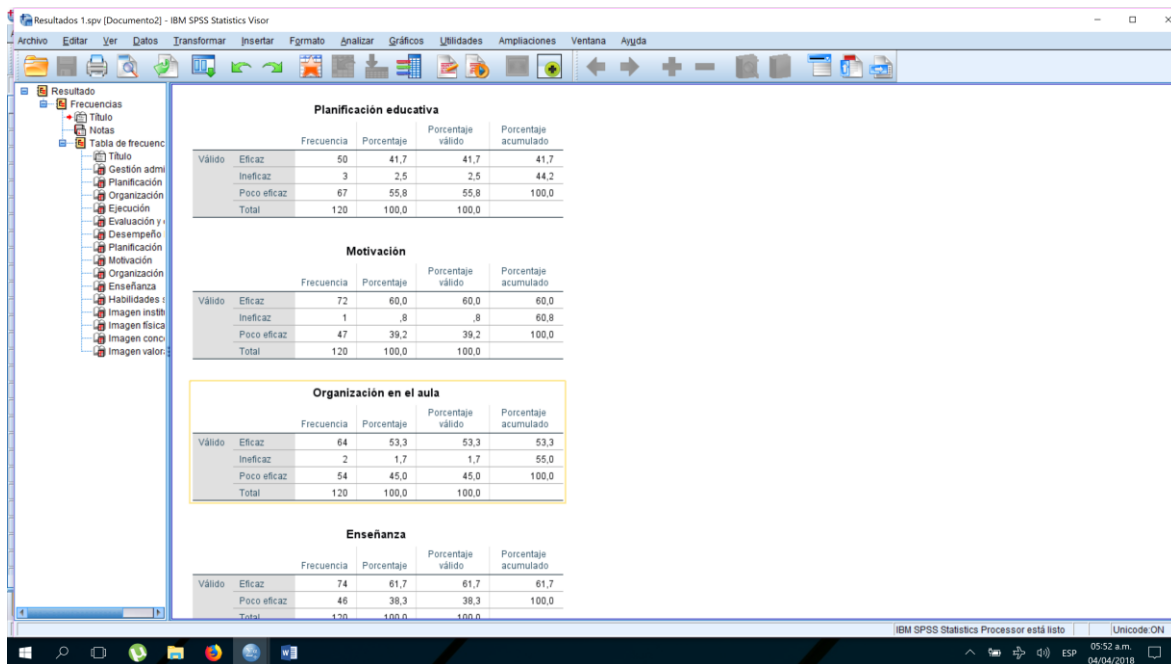 Resultados 1.spv [Documento2] - IBM SPSS Statistics Visor
Archivo Editar Ver Datos Transformar Insertar Formato Analizar Gráficos Utilidades Ampliaciones Ventana Ayuda
Resultado
Frecuencias
Título
Notas
Tabla de frecuenc
Título
Gestión admi
Planificación
Organización
Ejecución
Evaluación y
Desempeño
Planificación
Motivación
Organización
Enseñanza
Habilidades s
Imagen instit
Imagen física
Imagen conc
Imagen valor
Planificación educativa
Frecuencia Porcentaje Porcentaje válido Porcentaje acumulado
Válido Eficaz 50 41,7 41,7 41,7
Ineficaz 3 2,5 2,5 44,2
Poco eficaz 67 55,8 55,8 100,0
Total 120 100,0 100,0
Motivación
Frecuencia Porcentaje Porcentaje válido Porcentaje acumulado
Válido Eficaz 72 60,0 60,0 60,0
Ineficaz 1 ,8 ,8 60,8
Poco eficaz 47 39,2 39,2 100,0
Total 120 100,0 100,0
Organización en el aula
Frecuencia Porcentaje Porcentaje válido Porcentaje acumulado
Válido Eficaz 64 53,3 53,3 53,3
Ineficaz 2 1,7 1,7 55,0
Poco eficaz 54 45,0 45,0 100,0
Total 120 100,0 100,0
Enseñanza
Frecuencia Porcentaje Porcentaje válido Porcentaje acumulado
Válido Eficaz 74 61,7 61,7 61,7
Poco eficaz 46 38,3 38,3 100,0
Total 120 100,0 100,0
IBM SPSS Statistics Processor está listo Unicode:ON
ESP 05:52 a.m.
04/04/2018